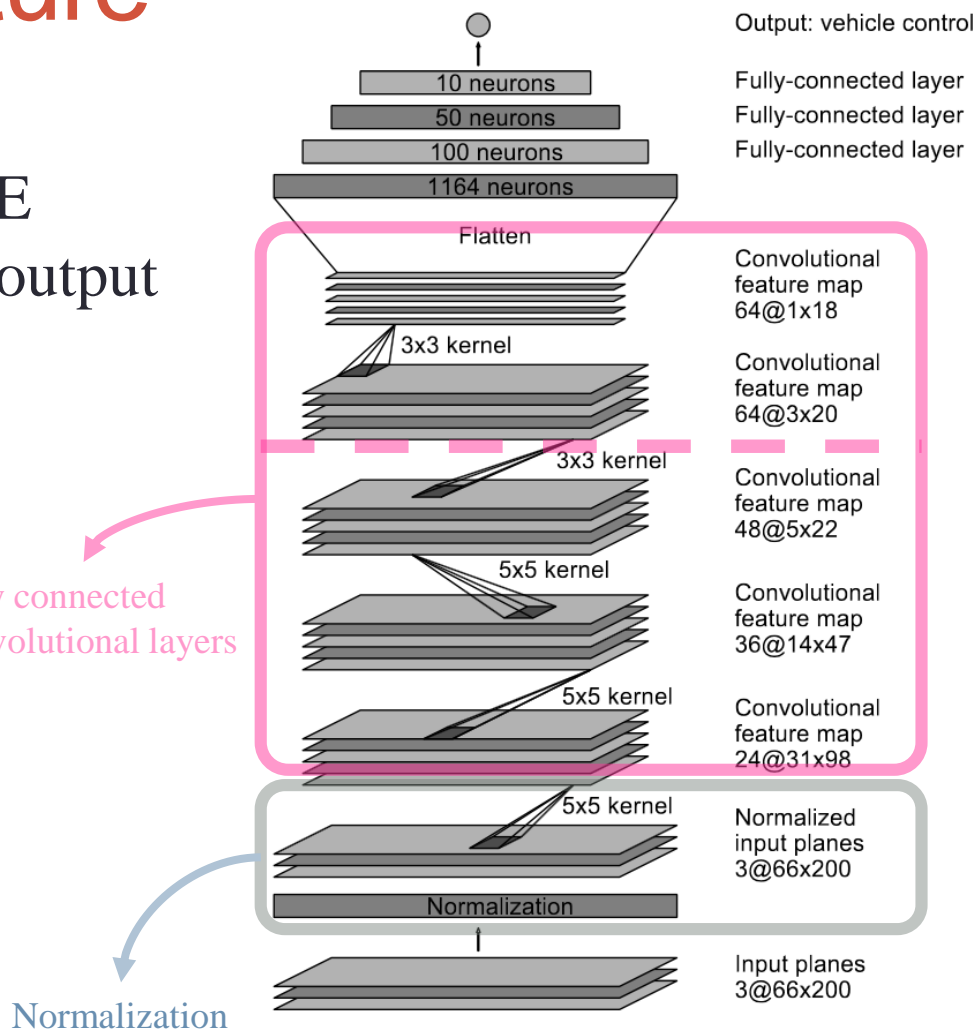 Output: vehicle control
10 neurons
Fully-connected layer
50 neurons
Fully-connected layer
100 neurons
Fully-connected layer
1164 neurons
E
output
Flatten
Convolutional
feature map
64@1x18
3x3 kernel
Convolutional
feature map
64@3x20
3x3 kernel
Convolutional
feature map
48@5x22
5x5 kernel
connected
volutional layers
Convolutional
feature map
36@14x47
5x5 kernel
Convolutional
feature map
24@31x98
5x5 kernel
Normalized
input planes
3@66x200
Normalization
Input planes
3@66x200
Normalization